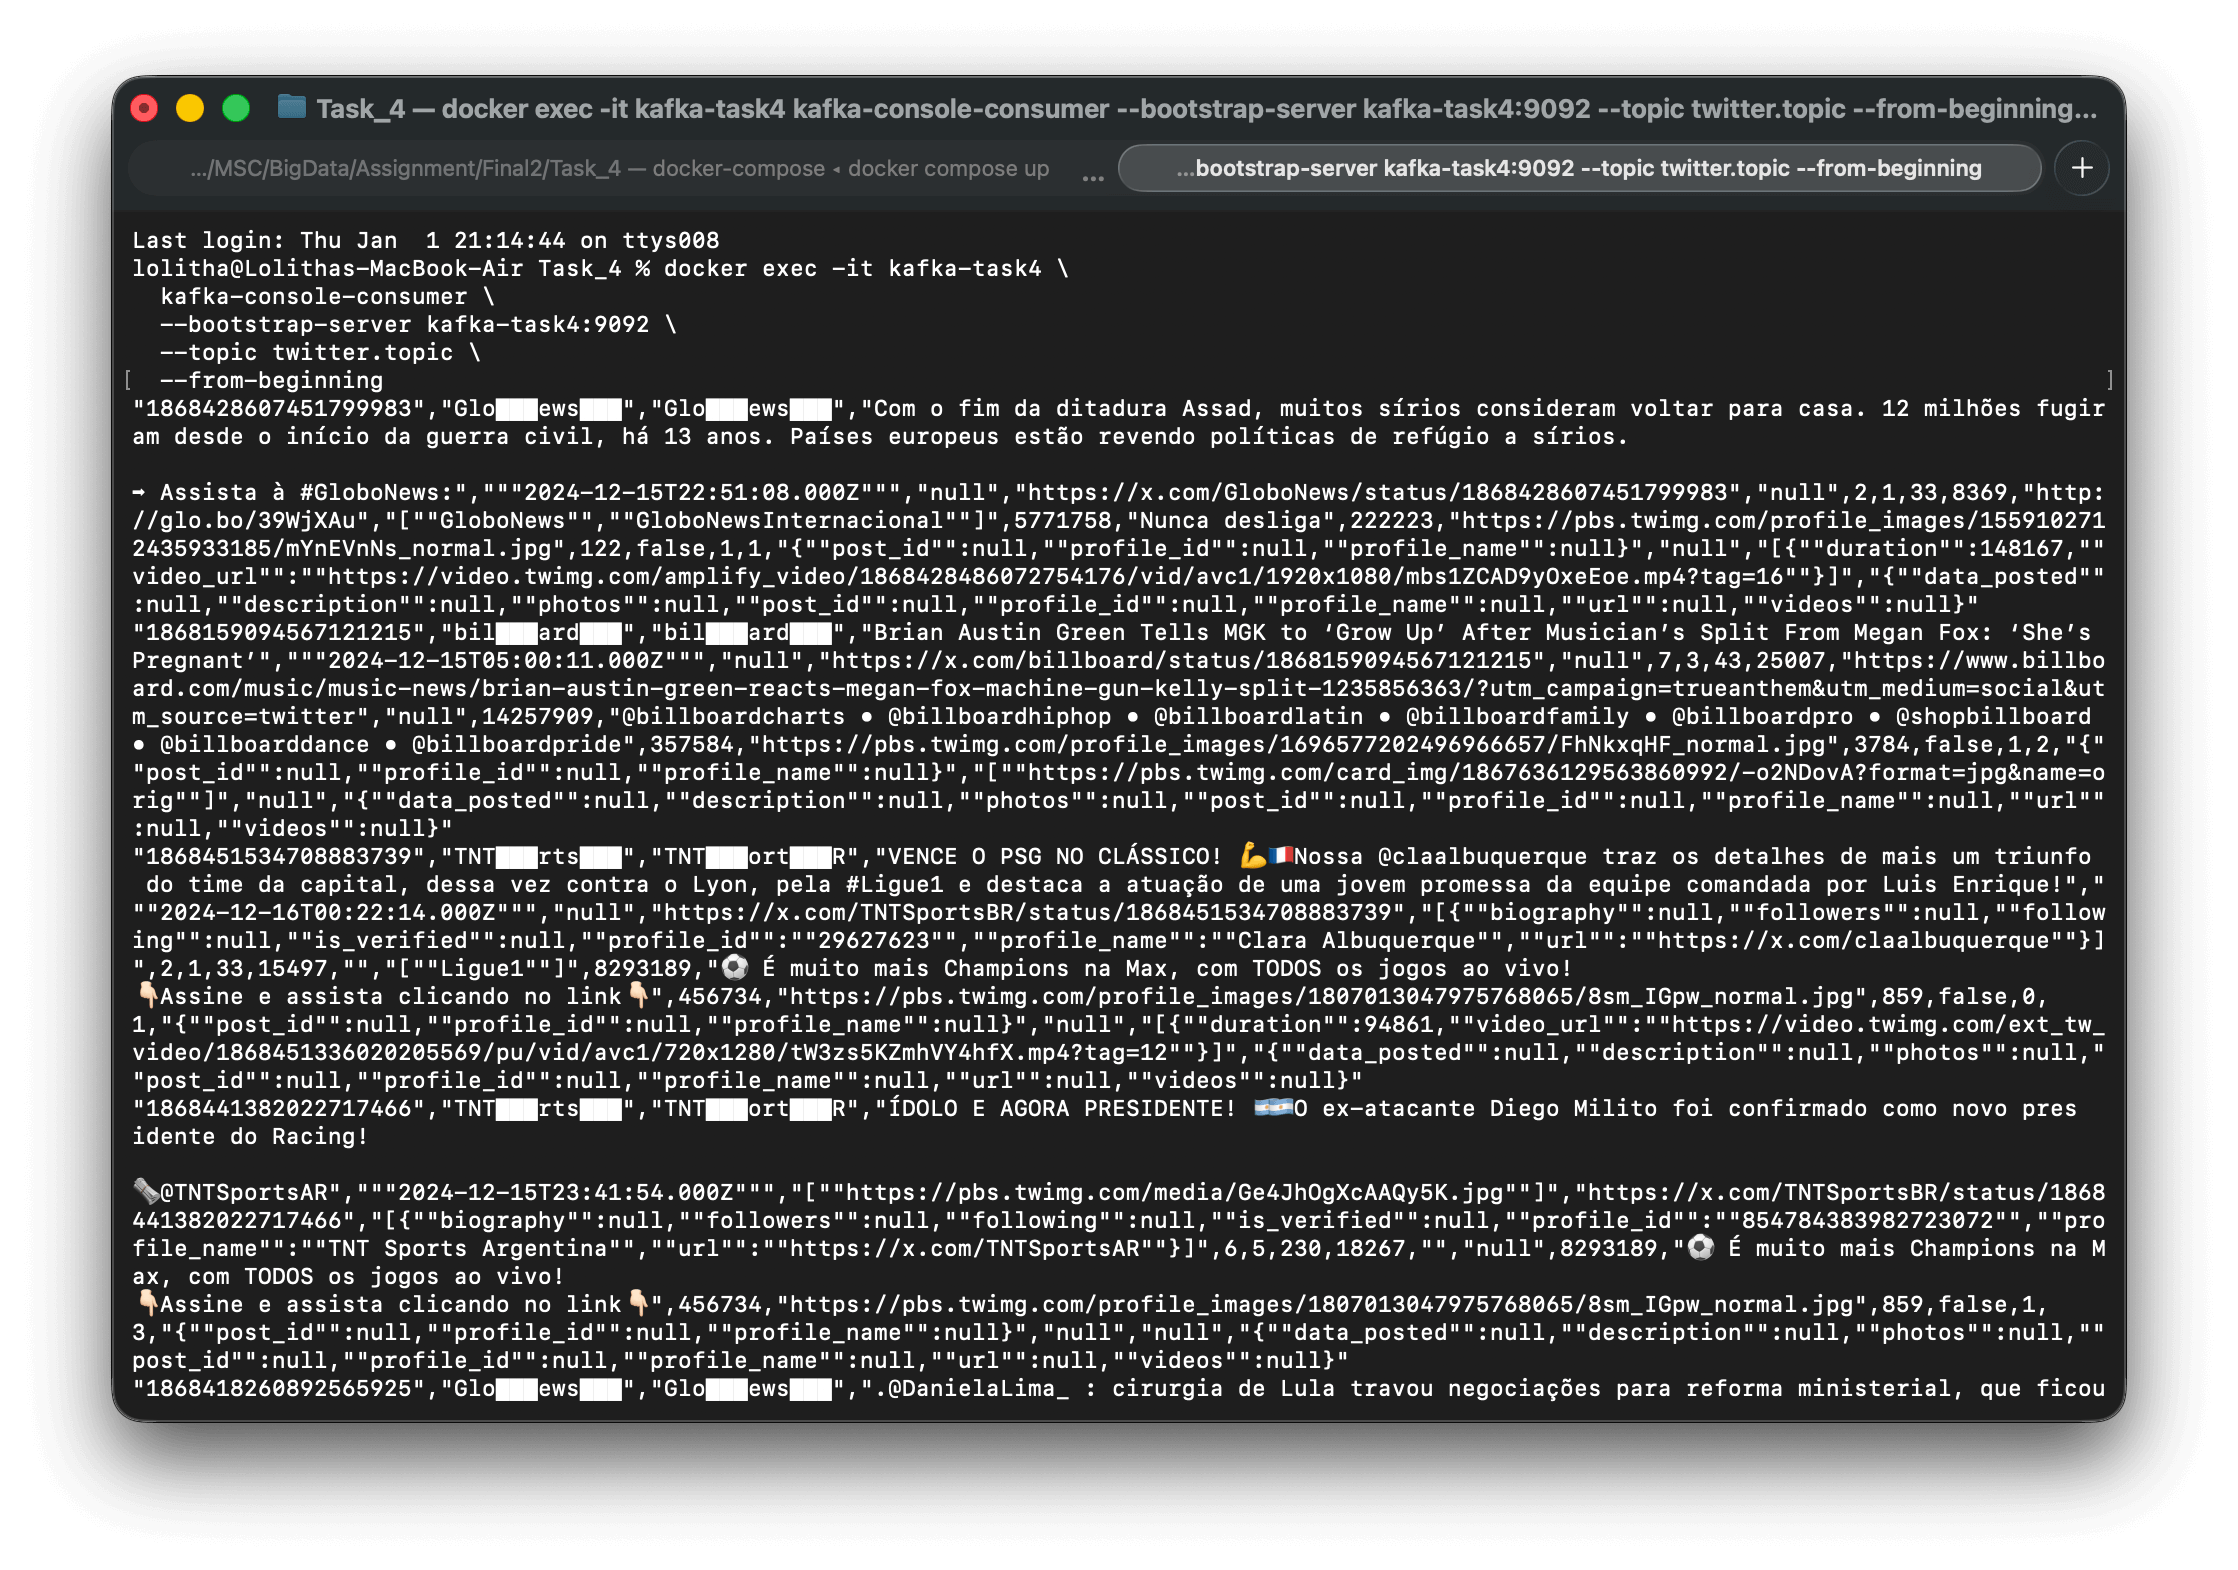 Task_4 — docker exec -it kafka-task4 kafka-console-consumer --bootstrap-server kafka-task4:9092 --topic twitter.topic --from-beginning...
.../MSC/BigData/Assignment/Final2/Task_4 — docker-compose ◂ docker compose up ... ...bootstrap-server kafka-task4:9092 --topic twitter.topic --from-beginning +
Last login: Thu Jan  1 21:14:44 on ttys008
lolitha@Lolithas-MacBook-Air Task_4 % docker exec -it kafka-task4 \
  kafka-console-consumer \
  --bootstrap-server kafka-task4:9092 \
  --topic twitter.topic \
[  --from-beginning ]
"1868428607451799983","Glo███ews███","Glo███ews███","Com o fim da ditadura Assad, muitos sírios consideram voltar para casa. 12 milhões fugir
am desde o início da guerra civil, há 13 anos. Países europeus estão revendo políticas de refúgio a sírios.
➡ Assista à #GloboNews:","""2024-12-15T22:51:08.000Z""","null","https://x.com/GloboNews/status/1868428607451799983","null",2,1,33,8369,"http:
//glo.bo/39WjXAu","[""GloboNews"",""GloboNewsInternacional""]",5771758,"Nunca desliga",222223,"https://pbs.twimg.com/profile_images/155910271
2435933185/mYnEVnNs_normal.jpg",122,false,1,1,"{""post_id"":null,""profile_id"":null,""profile_name"":null}","null","[{""duration"":148167,""
video_url"":""https://video.twimg.com/amplify_video/1868428486072754176/vid/avc1/1920x1080/mbs1ZCAD9yOxeEoe.mp4?tag=16""}]","{""data_posted""
:null,""description"":null,""photos"":null,""post_id"":null,""profile_id"":null,""profile_name"":null,""url"":null,""videos"":null}"
"1868159094567121215","bil███ard███","bil███ard███","Brian Austin Green Tells MGK to ‘Grow Up’ After Musician’s Split From Megan Fox: ‘She’s
Pregnant’","""2024-12-15T05:00:11.000Z""","null","https://x.com/billboard/status/1868159094567121215","null",7,3,43,25007,"https://www.billbo
ard.com/music/music-news/brian-austin-green-reacts-megan-fox-machine-gun-kelly-split-1235856363/?utm_campaign=trueanthem&utm_medium=social&ut
m_source=twitter","null",14257909,"@billboardcharts • @billboardhiphop • @billboardlatin • @billboardfamily • @billboardpro • @shopbillboard
• @billboarddance • @billboardpride",357584,"https://pbs.twimg.com/profile_images/1696577202496966657/FhNkxqHF_normal.jpg",3784,false,1,2,"{"
"post_id"":null,""profile_id"":null,""profile_name"":null}","[""https://pbs.twimg.com/card_img/1867636129563860992/-o2NDovA?format=jpg&name=o
rig""]","null","{""data_posted"":null,""description"":null,""photos"":null,""post_id"":null,""profile_id"":null,""profile_name"":null,""url""
:null,""videos"":null}"
"1868451534708883739","TNT███rts███","TNT███ort███R","VENCE O PSG NO CLÁSSICO! 💪🇫🇷Nossa @claalbuquerque traz os detalhes de mais um triunfo
 do time da capital, dessa vez contra o Lyon, pela #Ligue1 e destaca a atuação de uma jovem promessa da equipe comandada por Luis Enrique!","
""2024-12-16T00:22:14.000Z""","null","https://x.com/TNTSportsBR/status/1868451534708883739","[{""biography"":null,""followers"":null,""follow
ing"":null,""is_verified"":null,""profile_id"":""29627623"",""profile_name"":""Clara Albuquerque"",""url"":""https://x.com/claalbuquerque""}]
",2,1,33,15497,"","[""Ligue1""]",8293189,"⚽ É muito mais Champions na Max, com TODOS os jogos ao vivo!
👇🏻Assine e assista clicando no link👇🏻",456734,"https://pbs.twimg.com/profile_images/1807013047975768065/8sm_IGpw_normal.jpg",859,false,0,
1,"{""post_id"":null,""profile_id"":null,""profile_name"":null}","null","[{""duration"":94861,""video_url"":""https://video.twimg.com/ext_tw_
video/1868451336020205569/pu/vid/avc1/720x1280/tW3zs5KZmhVY4hfX.mp4?tag=12""}]","{""data_posted"":null,""description"":null,""photos"":null,"
"post_id"":null,""profile_id"":null,""profile_name"":null,""url"":null,""videos"":null}"
"1868441382022717466","TNT███rts███","TNT███ort███R","ÍDOLO E AGORA PRESIDENTE! 🇦🇷O ex-atacante Diego Milito foi confirmado como novo pres
idente do Racing!
🗞@TNTSportsAR","""2024-12-15T23:41:54.000Z""","[""https://pbs.twimg.com/media/Ge4JhOgXcAAQy5K.jpg""]","https://x.com/TNTSportsBR/status/1868
441382022717466","[{""biography"":null,""followers"":null,""following"":null,""is_verified"":null,""profile_id"":""854784383982723072"",""pro
file_name"":""TNT Sports Argentina"",""url"":""https://x.com/TNTSportsAR""}]",6,5,230,18267,"","null",8293189,"⚽ É muito mais Champions na M
ax, com TODOS os jogos ao vivo!
👇🏻Assine e assista clicando no link👇🏻",456734,"https://pbs.twimg.com/profile_images/1807013047975768065/8sm_IGpw_normal.jpg",859,false,1,
3,"{""post_id"":null,""profile_id"":null,""profile_name"":null}","null","null","{""data_posted"":null,""description"":null,""photos"":null,""
post_id"":null,""profile_id"":null,""profile_name"":null,""url"":null,""videos"":null}"
"1868418260892565925","Glo███ews███","Glo███ews███",".@DanielaLima_ : cirurgia de Lula travou negociações para reforma ministerial, que ficou